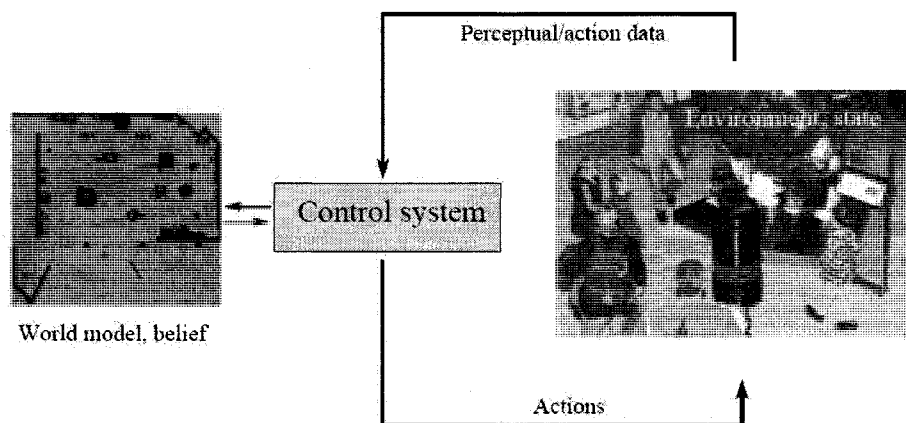 Perceptual/action data
Environment, state
Control system
World model, belief
Actions